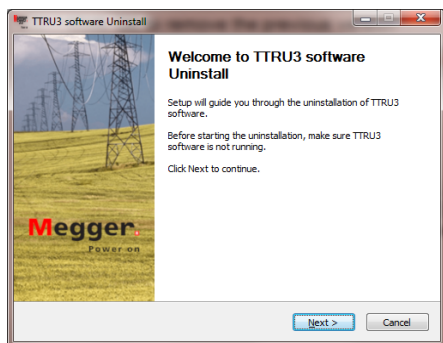 TTRU3 software Uninstall
Welcome to TTRU3 software
Uninstall
Setup will guide you through the uninstallation of TTRU3
software.
Before starting the uninstallation, make sure TTRU3
software is not running.
Click Next to continue.
Megger.
Power on
Next >
Cancel